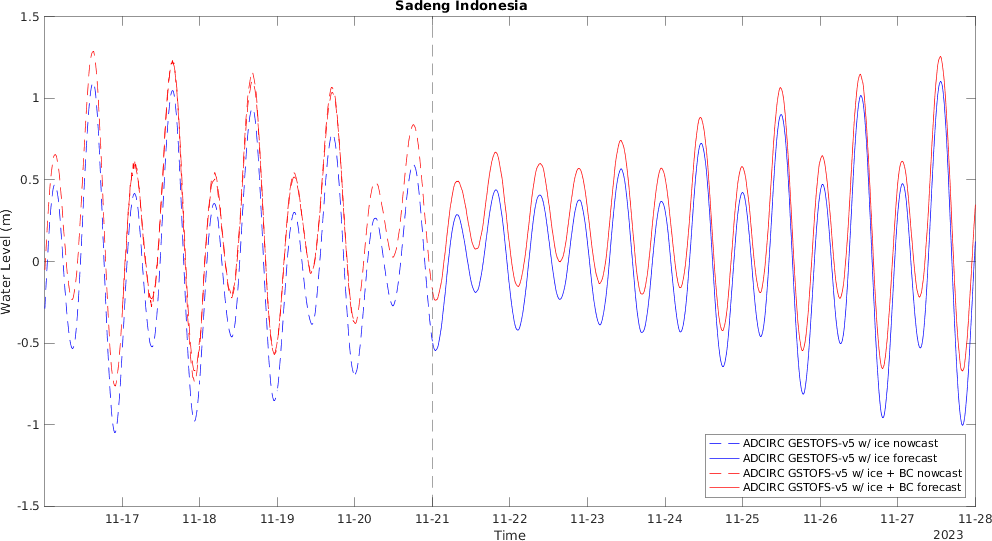 Sadeng Indonesia
1.5
1
0.5
0
-0.5
-1
-1.5
Water Level (m)
11-17 11-18 11-19 11-20 11-21 11-22 11-23 11-24 11-25 11-26 11-27 11-28
Time
2023
ADCIRC GESTOFS-v5 w/ ice nowcast
ADCIRC GESTOFS-v5 w/ ice forecast
ADCIRC GSTOFS-v5 w/ ice + BC nowcast
ADCIRC GSTOFS-v5 w/ ice + BC forecast